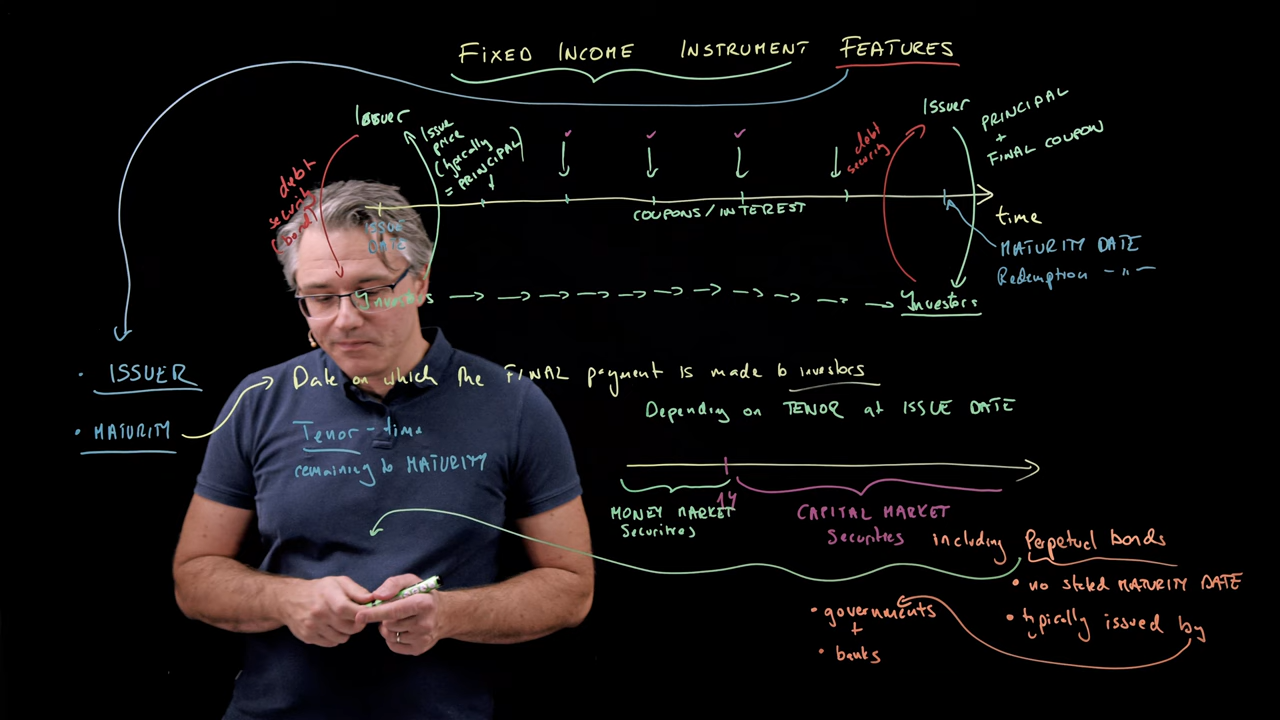 FIXED INCOME INSTRUMENT FEATURES
Issuer
Issue
price
(typically
= PRINCIPAL)
debt
security
(bond)
ISSUE
DATE
Investors
COUPONS/INTEREST
debt
security
Issuer
PRINCIPAL
+
FINAL COUPON
time
MATURITY DATE
Redemption -"-
Investors
• ISSUER
• MATURITY
Date on which the FINAL payment is made to investors
Tenor - time
remaining to MATURITY
Depending on TENOR at ISSUE DATE
1Y
MONEY MARKET
Securities
CAPITAL MARKET
Securities including Perpetual bonds
• no stated MATURITY DATE
• typically issued by
• governments
+
• banks